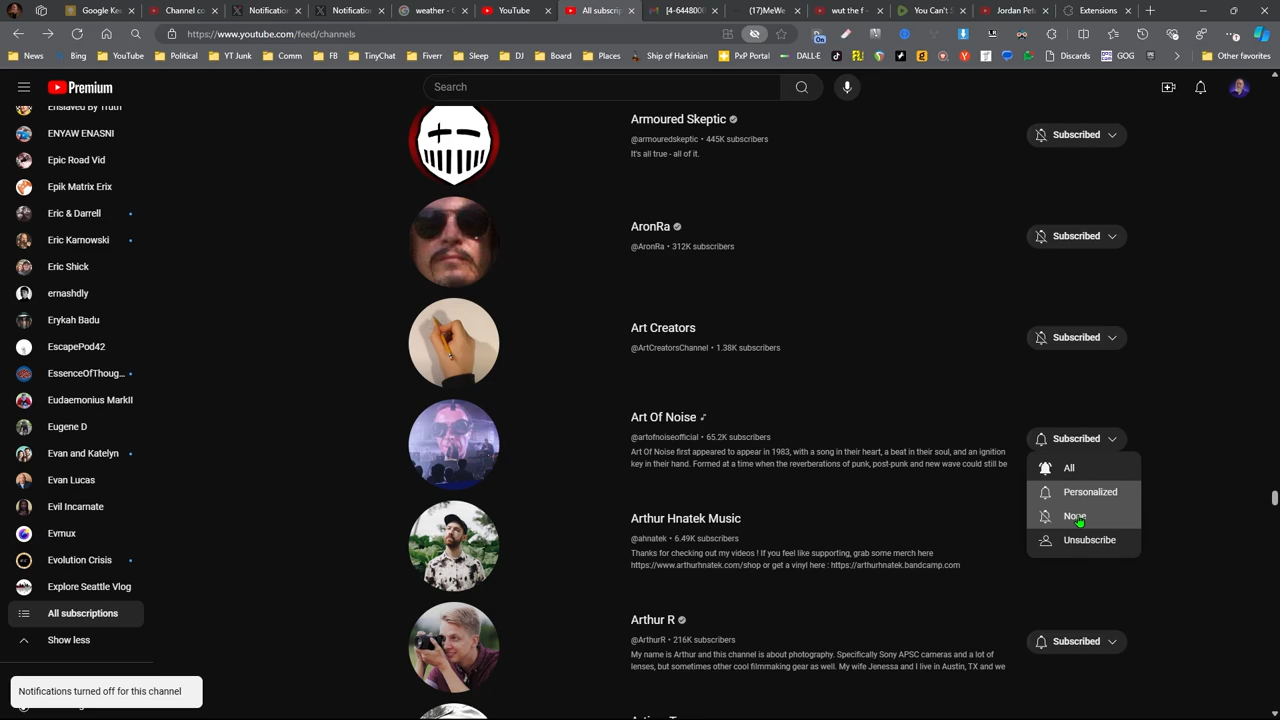 Google Ke
Channel co
Notification
Notification
weather - G
YouTube
All subscrip
[4-6448000]
(17)MeWe
wut the f
You Can't
Jordan Pet
Extensions
https://www.youtube.com/feed/channels
News
Bing
YouTube
Political
YT Junk
Comm
FB
TinyChat
Fiverr
Sleep
DJ
Board
Places
Ship of Harkinian
PxP Portal
DALL-E
Discards
GOG
Other favorites
Premium
Search
Enslaved By Truth
ENYAW ENASNI
Epic Road Vid
Epik Matrix Erix
Eric & Darrell
Eric Karnowski
Eric Shick
ernashdly
Erykah Badu
EscapePod42
EssenceOfThoug...
Eudaemonius MarkII
Eugene D
Evan and Katelyn
Evan Lucas
Evil Incarnate
Evmux
Evolution Crisis
Explore Seattle Vlog
All subscriptions
Show less
Notifications turned off for this channel
Armoured Skeptic
@armouredskeptic • 445K subscribers
It's all true - all of it.
Subscribed
AronRa
@AronRa • 312K subscribers
Subscribed
Art Creators
@ArtCreatorsChannel • 1.38K subscribers
Subscribed
Art Of Noise
@artofnoiseofficial • 65.2K subscribers
Art Of Noise first appeared to appear in 1983, with a song in their heart, a beat in their soul, and an ignition
key in their hand. Formed at a time when the reverberations of punk, post-punk and new wave could still be
Subscribed
All
Personalized
None
Unsubscribe
Arthur Hnatek Music
@ahnatek • 6.49K subscribers
Thanks for checking out my videos ! If you feel like supporting, grab some merch here
https://www.arthurhnatek.com/shop or get a vinyl here : https://arthurhnatek.bandcamp.com
Arthur R
@ArthurR • 216K subscribers
My name is Arthur and this channel is about photography. Specifically Sony APSC cameras and a lot of
lenses, but sometimes other cool filmmaking gear as well. My wife Jenessa and I live in Austin, TX and we
Subscribed